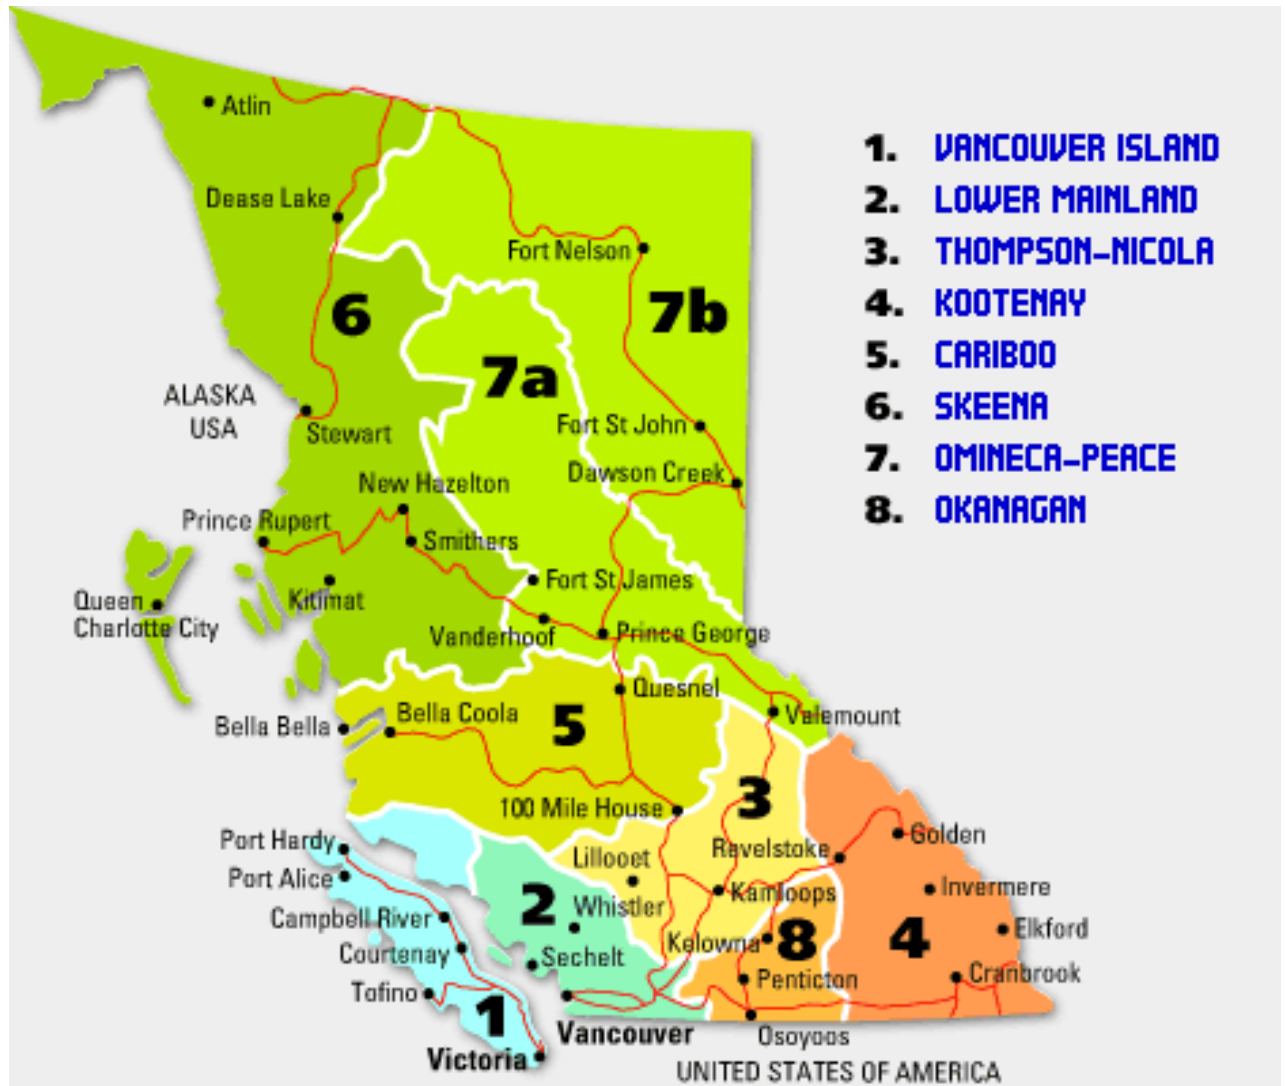 Atlin
Dease Lake
Fort Nelson
6
7b
7a
ALASKA
USA
Stewart
Fort St John
Dawson Creek
New Hazelton
Prince Rupert
Smithers
Fort St James
Kitimat
Queen
Charlotte City
Vanderhoof
Prince George
Quesnel
Bella Bella
Bella Coola
5
Valemount
100 Mile House
3
Port Hardy
Port Alice
Lillooet
Revelstoke
Golden
Kamloops
Invermere
Campbell River
2
Whistler
Kelowna
8
4
Elkford
Courtenay
Sechelt
Penticton
Cranbrook
Tofino
1
Vancouver
Osoyoos
Victoria
UNITED STATES OF AMERICA
1. VANCOUVER ISLAND
2. LOWER MAINLAND
3. THOMPSON-NICOLA
4. KOOTENAY
5. CARIBOO
6. SKEENA
7. OMINECA-PEACE
8. OKANAGAN